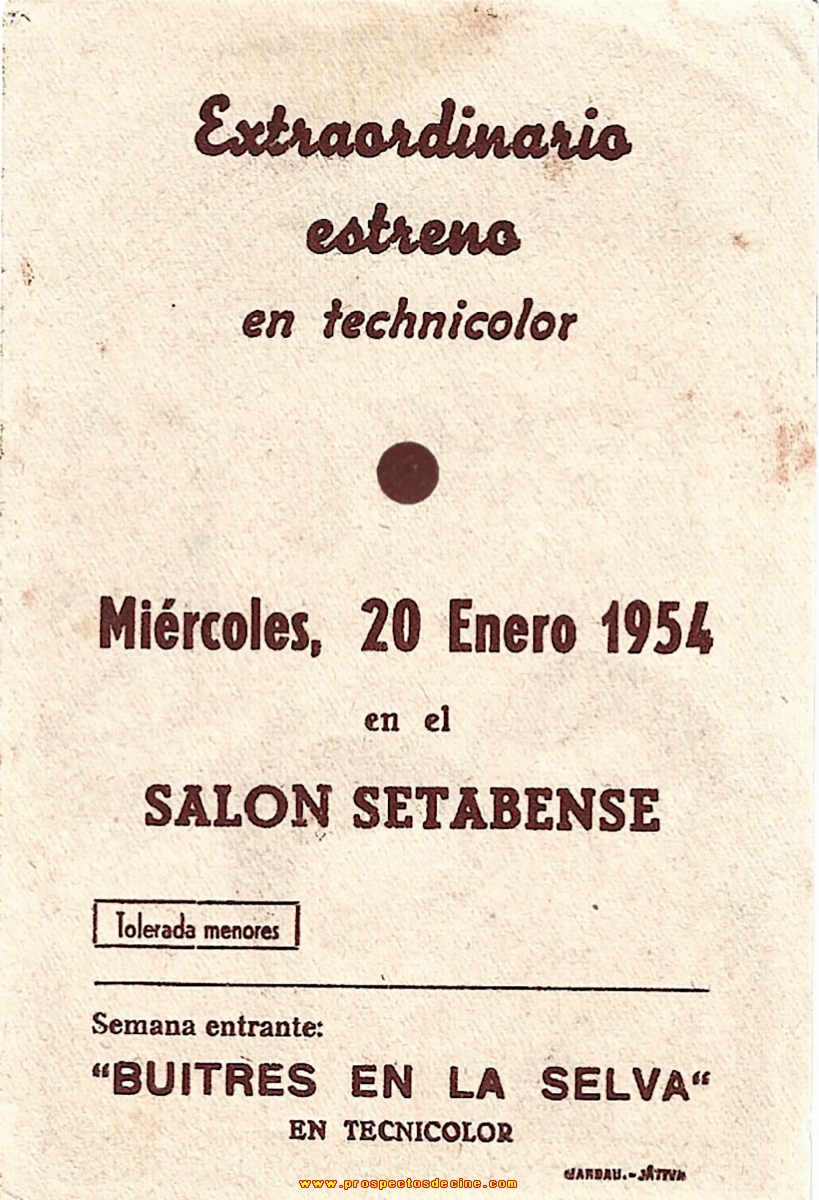 Extraordinario
estreno
en technicolor
Miércoles, 20 Enero 1954
en el
SALON SETABENSE
Tolerada menores
Semana entrante:
"BUITRES EN LA SELVA"
EN TECNICOLOR
JÁTIVA
www.prospectosdecine.com